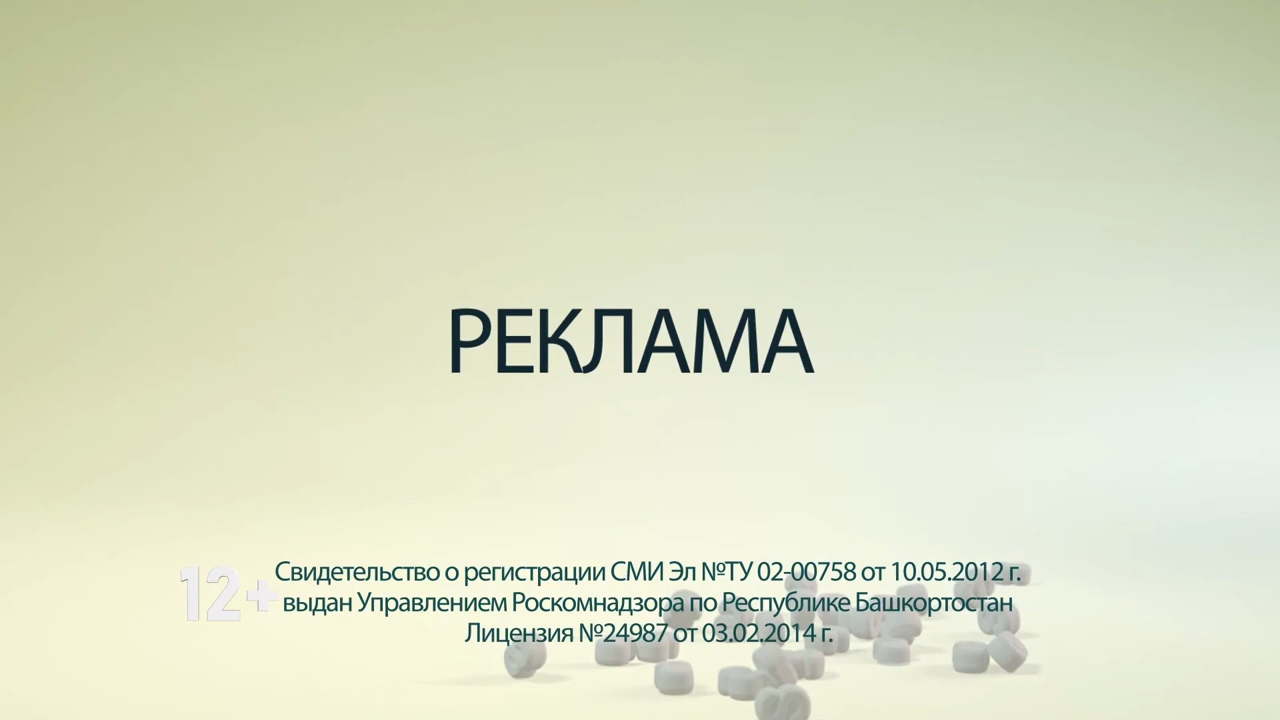 РЕКЛАМА
12+
Свидетельство о регистрации СМИ Эл №ТУ 02-00758 от 10.05.2012 г.
выдан Управлением Роскомнадзора по Республике Башкортостан
Лицензия №24987 от 03.02.2014 г.